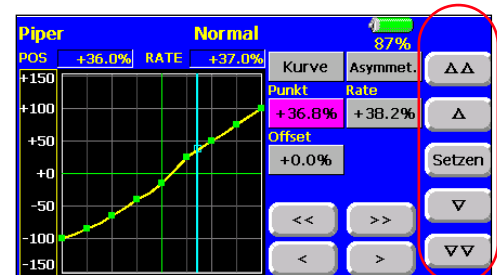 Piper Normal 87%
POS +36.0% RATE +37.0%
Kurve Asymmet.
Punkt Rate
+36.8% +38.2%
Offset
+0.0%
<< >>
< >
+150
+100
+50
+0
-50
-100
-150
△△
△
Setzen
▽
▽▽